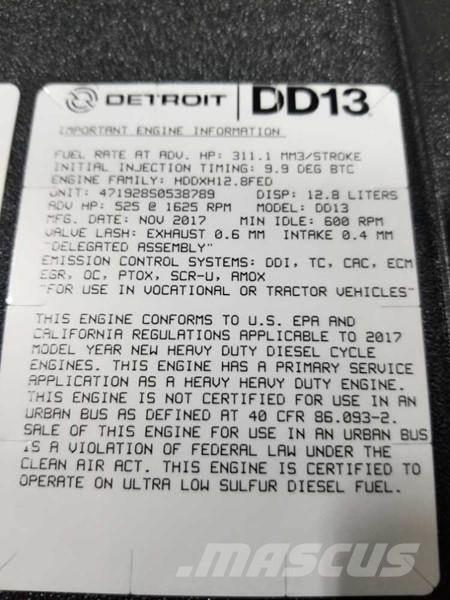 DETROIT DD13
IMPORTANT ENGINE INFORMATION
FUEL RATE AT ADV. HP: 311.1 MM3/STROKE
INITIAL INJECTION TIMING: 9.9 DEG BTC
ENGINE FAMILY: HDDXH12.8FED
UNIT: 471928S0538789 DISP: 12.8 LITERS
ADV HP: 525 @ 1625 RPM MODEL: DD13
MFG. DATE: NOV 2017 MIN IDLE: 600 RPM
VALVE LASH: EXHAUST 0.6 MM INTAKE 0.4 MM
"DELEGATED ASSEMBLY"
EMISSION CONTROL SYSTEMS: DDI, TC, CAC, ECM
EGR, OC, PTOX, SCR-U, AMOX
"FOR USE IN VOCATIONAL OR TRACTOR VEHICLES"
THIS ENGINE CONFORMS TO U.S. EPA AND
CALIFORNIA REGULATIONS APPLICABLE TO 2017
MODEL YEAR NEW HEAVY DUTY DIESEL CYCLE
ENGINES. THIS ENGINE HAS A PRIMARY SERVICE
APPLICATION AS A HEAVY HEAVY DUTY ENGINE.
THIS ENGINE IS NOT CERTIFIED FOR USE IN AN
URBAN BUS AS DEFINED AT 40 CFR 86.093-2.
SALE OF THIS ENGINE FOR USE IN AN URBAN BUS
IS A VIOLATION OF FEDERAL LAW UNDER THE
CLEAN AIR ACT. THIS ENGINE IS CERTIFIED TO
OPERATE ON ULTRA LOW SULFUR DIESEL FUEL.
MASCUS